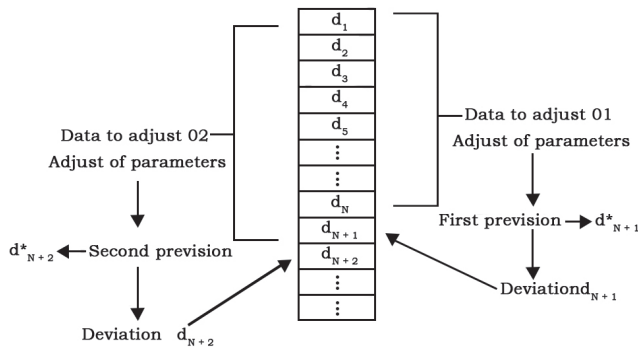 d1
d2
d3
d4
d5
⋮
⋮
dN
dN+1
dN+2
⋮
⋮
Data to adjust 02
Adjust of parameters
Second prevision
d*N+2
Deviation dN+2
Data to adjust 01
Adjust of parameters
First prevision
d*N+1
DeviationdN+1